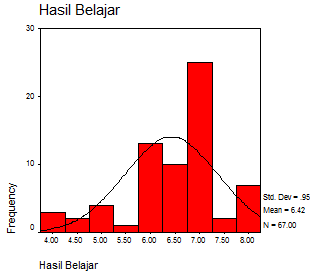 Hasil Belajar
30
20
10
0
Frequency
4.00 4.50 5.00 5.50 6.00 6.50 7.00 7.50 8.00
Std. Dev = .95
Mean = 6.42
N = 67.00
Hasil Belajar